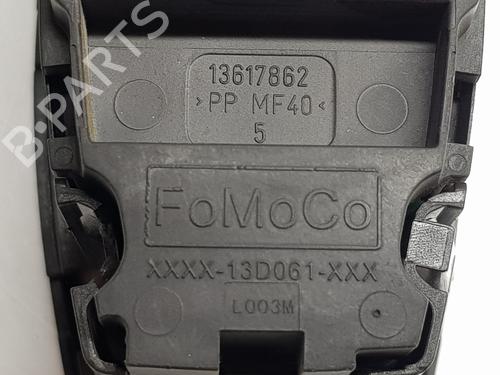 13617862
>PP MF40<
5
FoMoCo
XXXX-13D061-XXX
L003M
B-PARTS